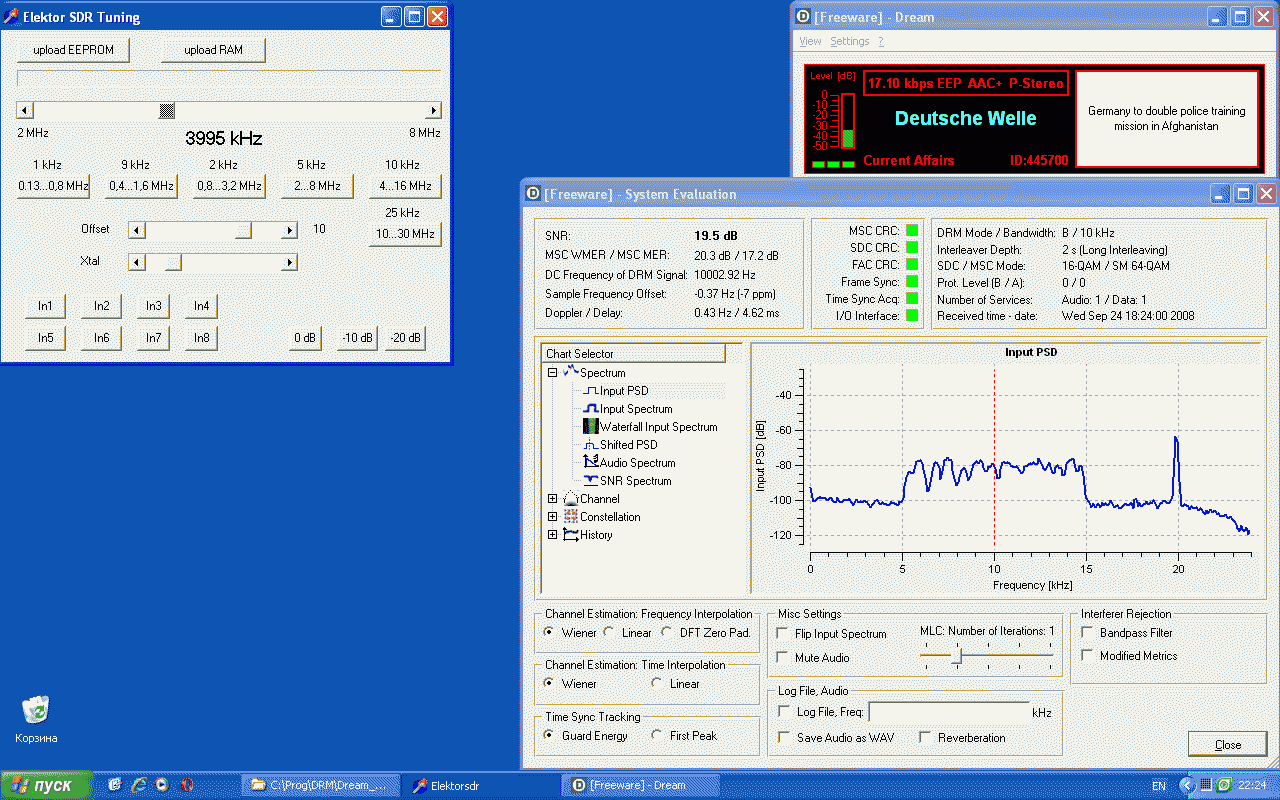 Elektor SDR Tuning
upload EEPROM
upload RAM
2 MHz
3995 kHz
8 MHz
1 kHz
9 kHz
2 kHz
5 kHz
10 kHz
0.13...0,8 MHz
0,4...1,6 MHz
0,8...3,2 MHz
2...8 MHz
4...16 MHz
25 kHz
10...30 MHz
Offset
10
Xtal
In1
In2
In3
In4
In5
In6
In7
In8
0 dB
-10 dB
-20 dB
[Freeware] - Dream
View Settings ?
Level [dB]
0
-10
-20
-30
-40
-50
17.10 kbps EEP AAC+ P-Stereo
Deutsche Welle
Current Affairs
ID:445700
Germany to double police training
mission in Afghanistan
[Freeware] - System Evaluation
SNR: 19.5 dB
MSC WMER / MSC MER: 20.3 dB / 17.2 dB
DC Frequency of DRM Signal: 10002.92 Hz
Sample Frequency Offset: -0.37 Hz (-7 ppm)
Doppler / Delay: 0.43 Hz / 4.62 ms
MSC CRC:
SDC CRC:
FAC CRC:
Frame Sync:
Time Sync Acq:
I/O Interface:
DRM Mode / Bandwidth: B / 10 kHz
Interleaver Depth: 2 s (Long Interleaving)
SDC / MSC Mode: 16-QAM / SM 64-QAM
Prot. Level (B / A): 0 / 0
Number of Services: Audio: 1 / Data: 1
Received time - date: Wed Sep 24 18:24:00 2008
Chart Selector
Spectrum
Input PSD
Input Spectrum
Waterfall Input Spectrum
Shifted PSD
Audio Spectrum
SNR Spectrum
Channel
Constellation
History
Input PSD
Input PSD [dB]
-40
-60
-80
-100
-120
0
5
10
15
20
Frequency [kHz]
Channel Estimation: Frequency Interpolation
Wiener
Linear
DFT Zero Pad.
Channel Estimation: Time Interpolation
Wiener
Linear
Time Sync Tracking
Guard Energy
First Peak
Misc Settings
Flip Input Spectrum
Mute Audio
MLC: Number of Iterations: 1
Log File, Audio
Log File, Freq:
kHz
Save Audio as WAV
Reverberation
Interferer Rejection
Bandpass Filter
Modified Metrics
Close
Корзина
пуск
C:\Prog\DRM\Dream_...
Elektorsdr
[Freeware] - Dream
EN
22:24